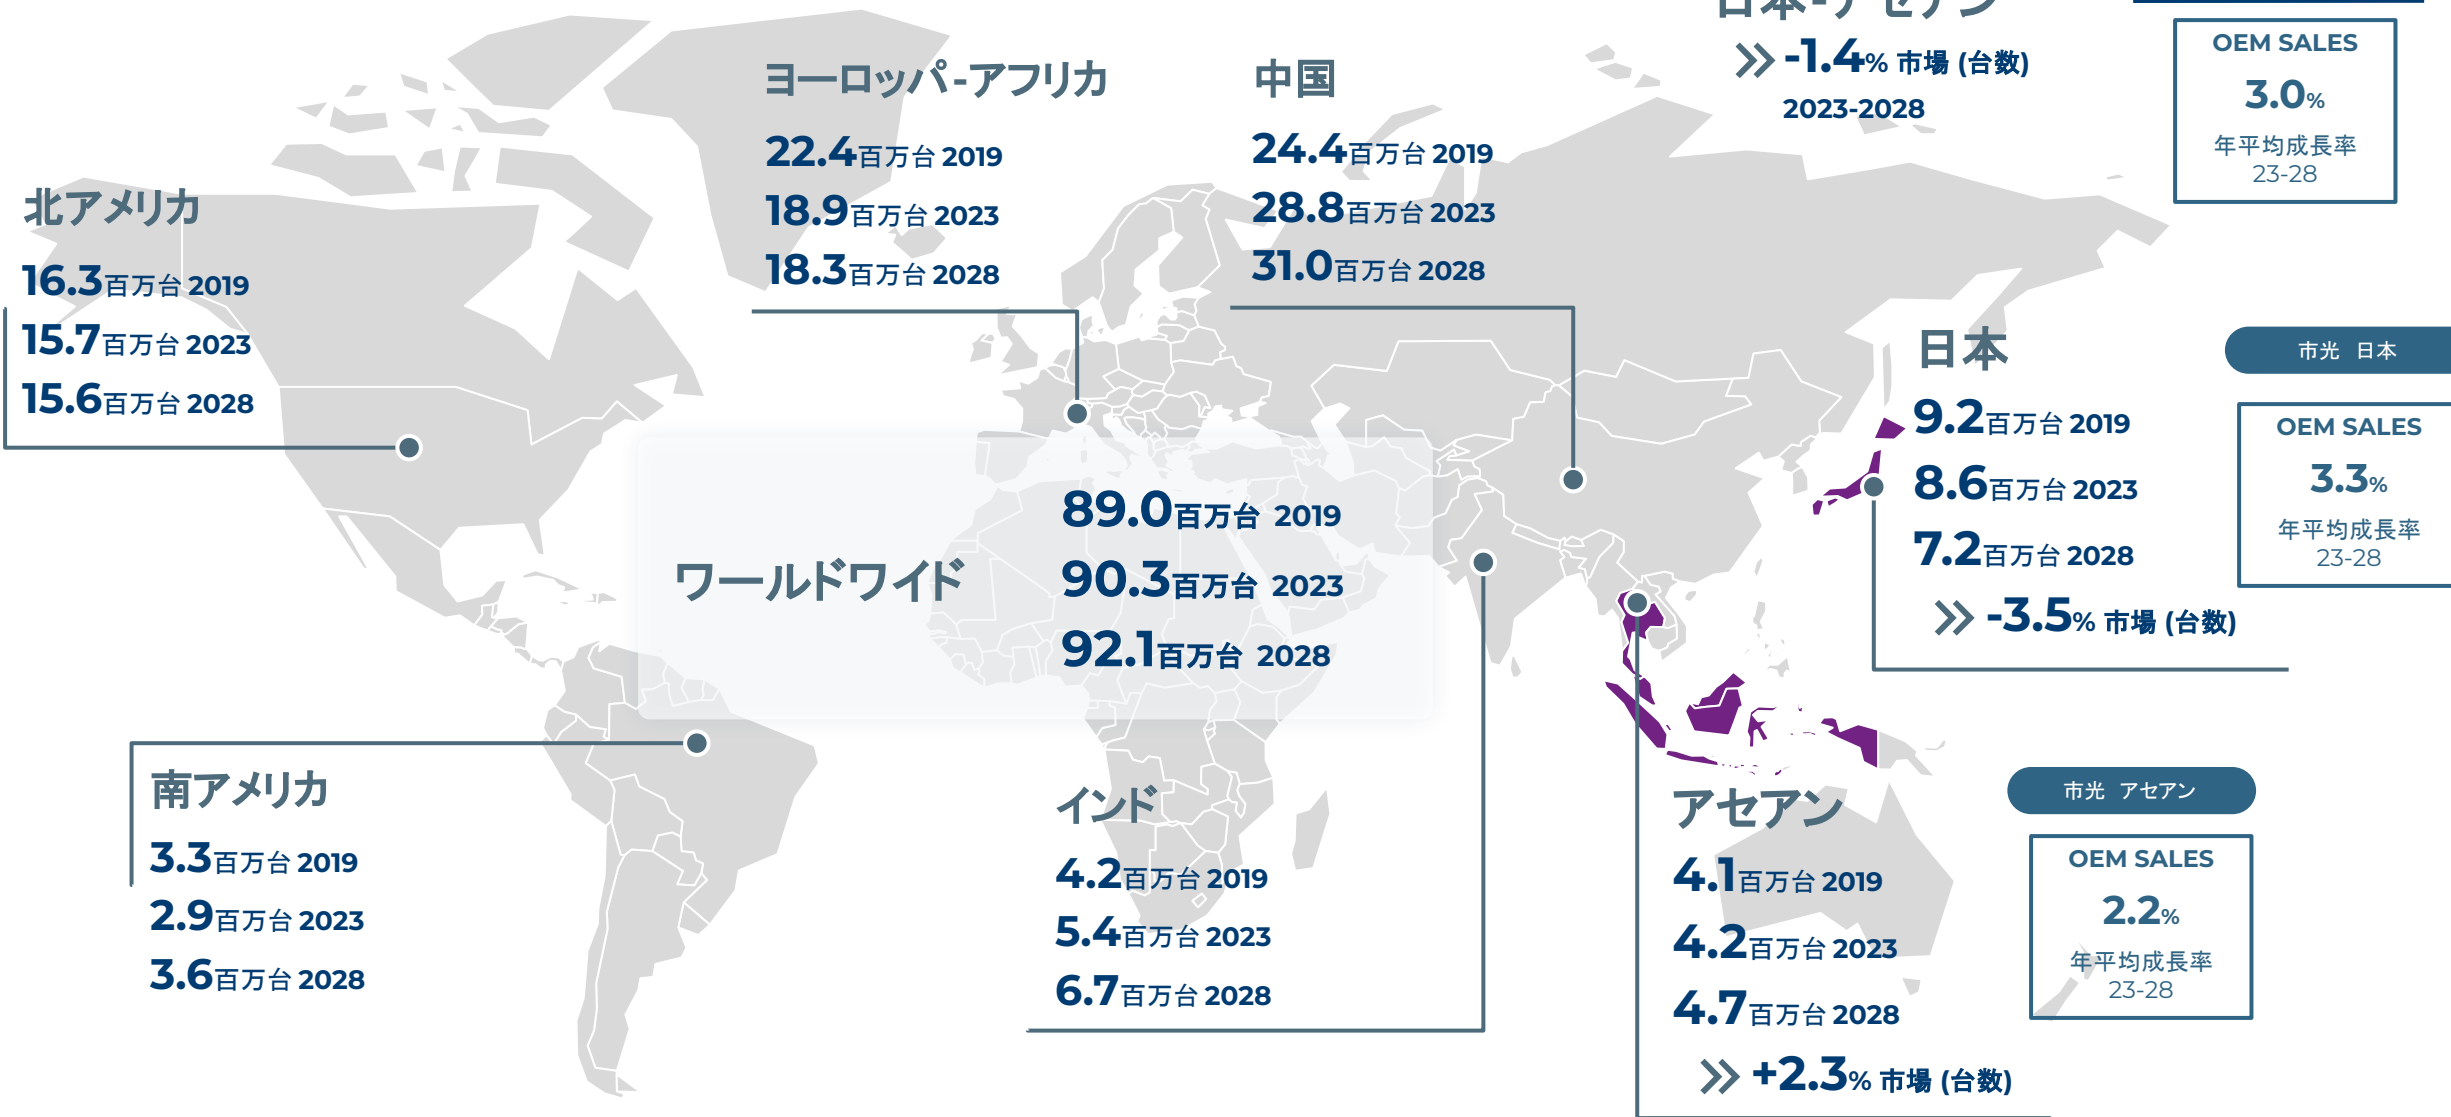 日本-アセアン
-1.4% 市場 (台数)
2023-2028
OEM SALES
3.0%
年平均成長率
23-28
ヨーロッパ-アフリカ
22.4百万台 2019
18.9百万台 2023
18.3百万台 2028
中国
24.4百万台 2019
28.8百万台 2023
31.0百万台 2028
北アメリカ
16.3百万台 2019
15.7百万台 2023
15.6百万台 2028
日本
9.2百万台 2019
8.6百万台 2023
7.2百万台 2028
-3.5% 市場 (台数)
市光 日本
OEM SALES
3.3%
年平均成長率
23-28
ワールドワイド
89.0百万台 2019
90.3百万台 2023
92.1百万台 2028
南アメリカ
3.3百万台 2019
2.9百万台 2023
3.6百万台 2028
インド
4.2百万台 2019
5.4百万台 2023
6.7百万台 2028
アセアン
4.1百万台 2019
4.2百万台 2023
4.7百万台 2028
+2.3% 市場 (台数)
市光 アセアン
OEM SALES
2.2%
年平均成長率
23-28